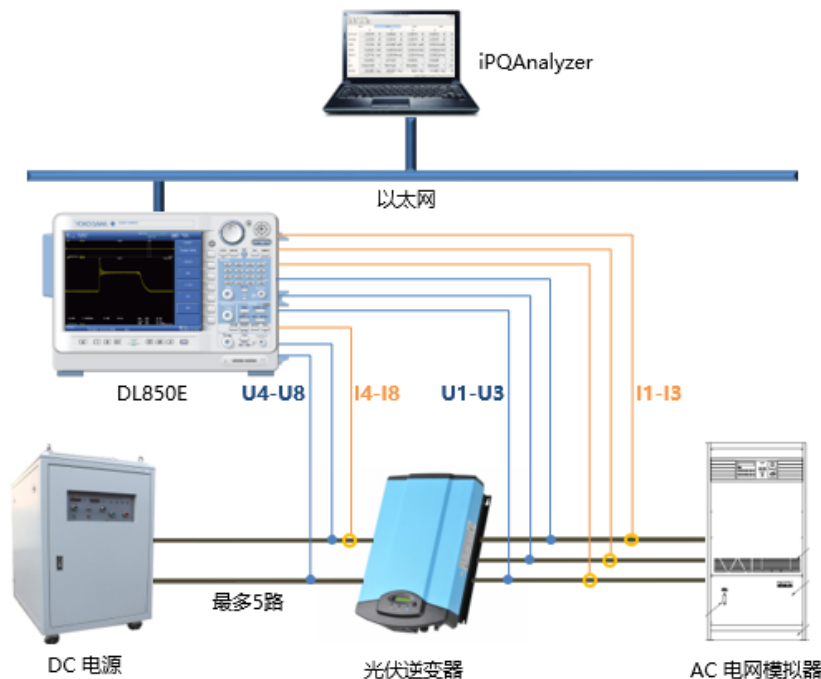 iPQAnalyzer
以太网
YOKOGAWA
DL850E
U4-U8
I4-I8
U1-U3
I1-I3
最多5路
DC 电源
光伏逆变器
AC 电网模拟器